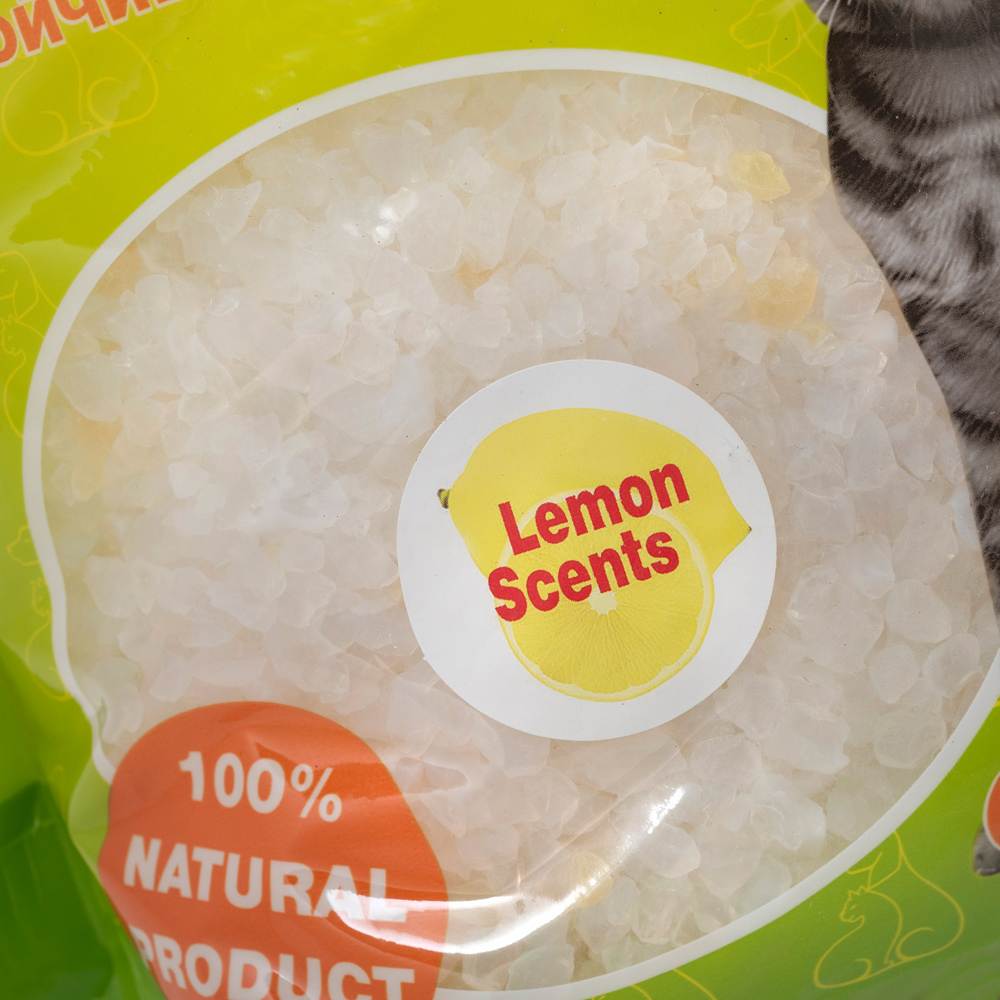 Lemon
Scents
100%
NATURAL
PRODUCT